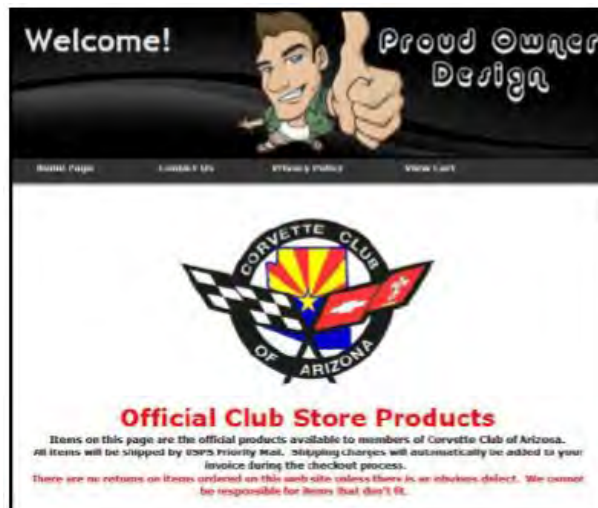 Welcome!
Proud Owner
Design
Home Page Contact Us Privacy Policy View Cart
CORVETTE CLUB
OF ARIZONA
Official Club Store Products
Items on this page are the official products available to members of Corvette Club of Arizona.
All items will be shipped by USPS Priority Mail. Shipping charges will automatically be added to your
invoice during the checkout process.
There are no returns on items ordered on this web site unless there is an obvious defect. We cannot
be responsible for items that don't fit.